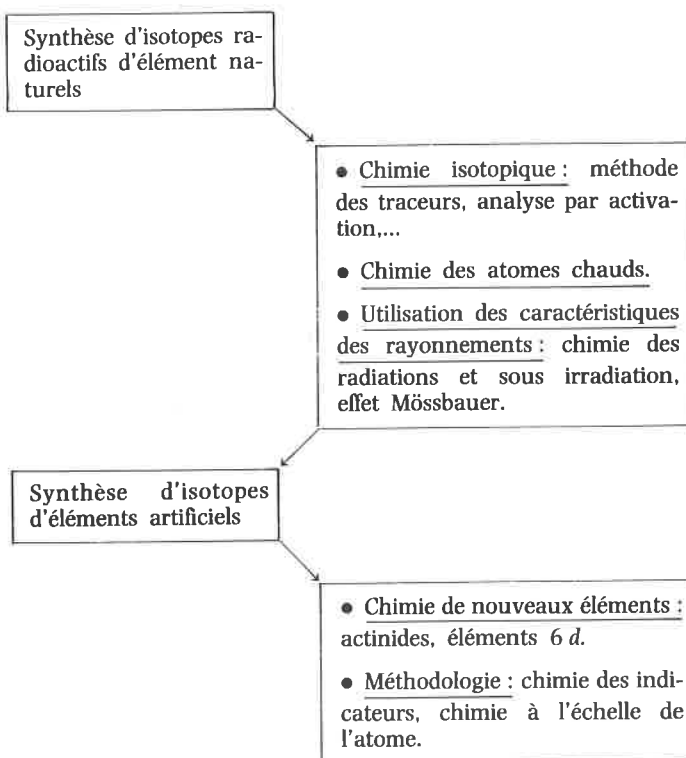 Synthèse d'isotopes ra-
dioactifs d'élément na-
turels
● Chimie isotopique : méthode
des traceurs, analyse par activa-
tion,...
● Chimie des atomes chauds.
● Utilisation des caractéristiques
des rayonnements : chimie des
radiations et sous irradiation,
effet Mössbauer.
Synthèse d'isotopes
d'éléments artificiels
● Chimie de nouveaux éléments :
actinides, éléments 6 d.
● Méthodologie : chimie des indi-
cateurs, chimie à l'échelle de
l'atome.